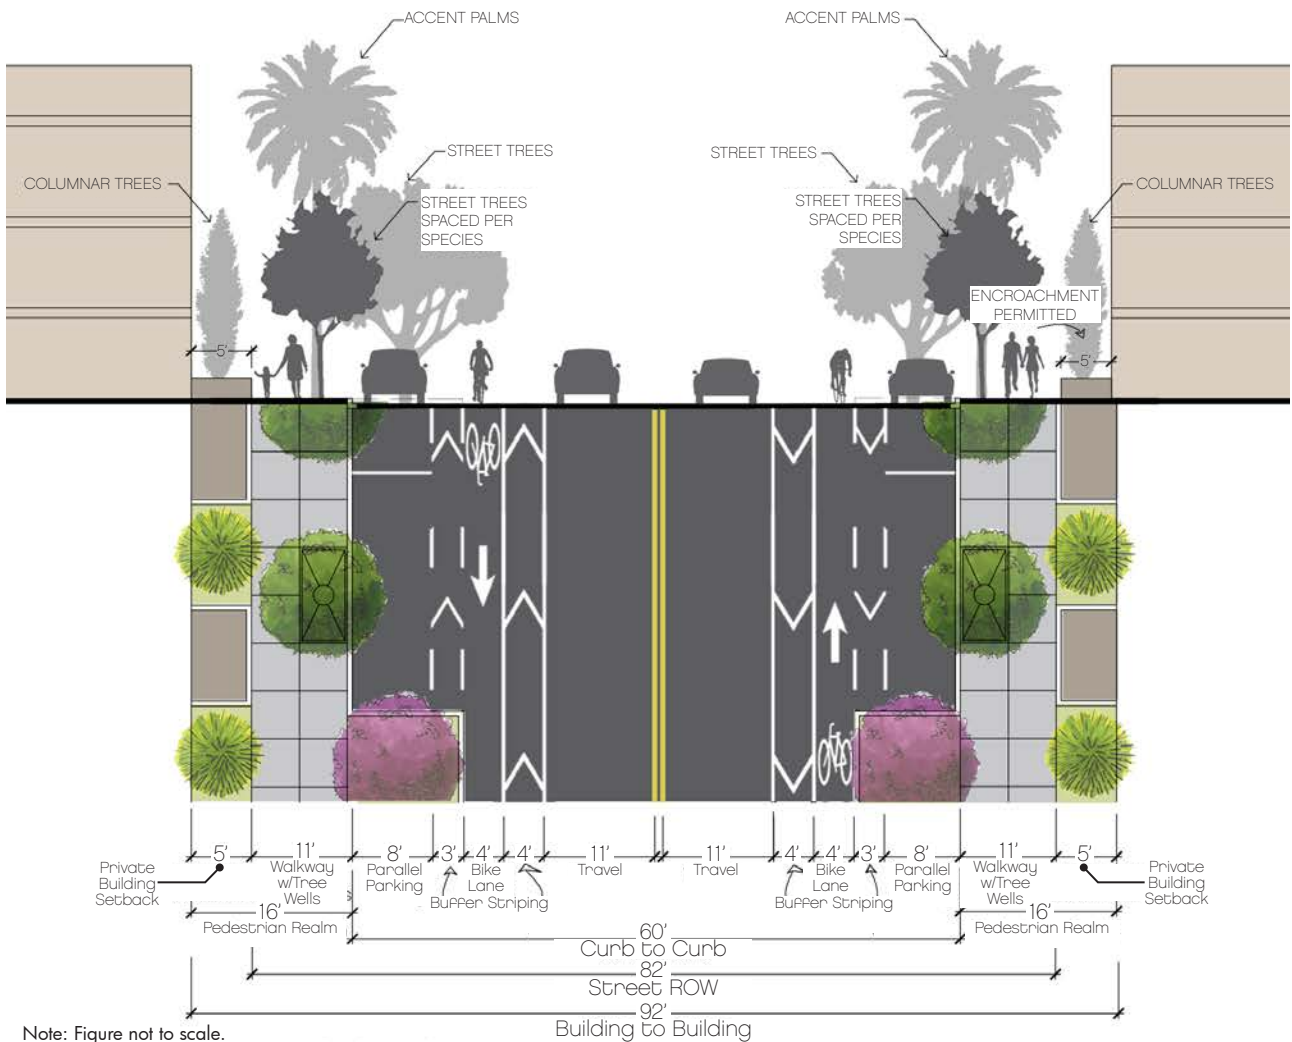 ACCENT PALMS
ACCENT PALMS
STREET TREES
STREET TREES
COLUMNAR TREES
COLUMNAR TREES
STREET TREES
SPACED PER
SPECIES
STREET TREES
SPACED PER
SPECIES
ENCROACHMENT
PERMITTED
5'
5'
5' 11' 8' 3' 4' 4' 11' 11' 4' 4' 3' 8' 11' 5'
Private
Building
Setback
Walkway
w/Tree
Wells
Parallel
Parking
Bike
Lane
Buffer Striping
Travel
Travel
Bike
Lane
Buffer Striping
Parallel
Parking
Walkway
w/Tree
Wells
Private
Building
Setback
16'
Pedestrian Realm
16'
Pedestrian Realm
60'
Curb to Curb
82'
Street ROW
92'
Building to Building
Note: Figure not to scale.